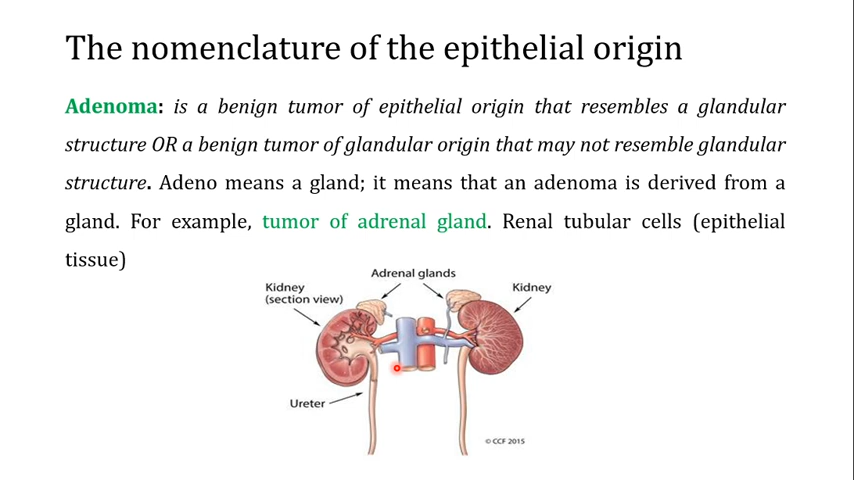 The nomenclature of the epithelial origin
Adenoma: is a benign tumor of epithelial origin that resembles a glandular
structure OR a benign tumor of glandular origin that may not resemble glandular
structure. Adeno means a gland; it means that an adenoma is derived from a
gland. For example, tumor of adrenal gland. Renal tubular cells (epithelial
tissue)
Adrenal glands
Kidney
(section view)
Kidney
Ureter
© CCF 2015